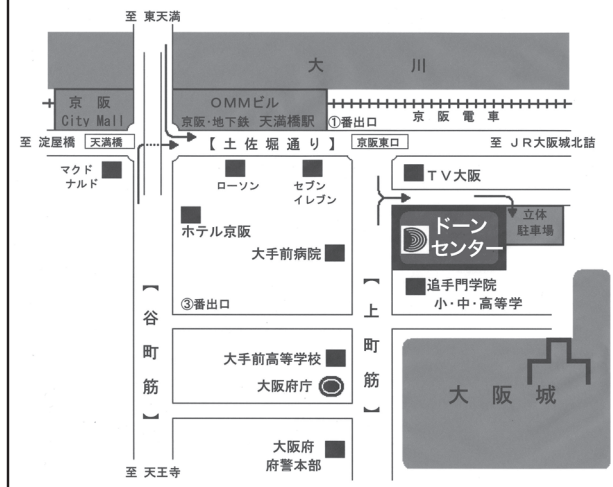 至 東天満
大 川
京 阪
City Mall
OMMビル
京阪・地下鉄 天満橋駅
①番出口
京 阪 電 車
至 淀屋橋
天満橋
【 土 佐 堀 通 り 】
京阪東口
至 JR大阪城北詰
マクド
ナルド
ローソン
セブン
イレブン
TV大阪
ホテル京阪
大手前病院
ドーン
センター
立体
駐車場
追手門学院
小・中・高等学
③番出口
【谷町筋】
【上町筋】
大手前高等学校
大阪府庁
大 阪 城
大阪府
府警本部
至 天王寺